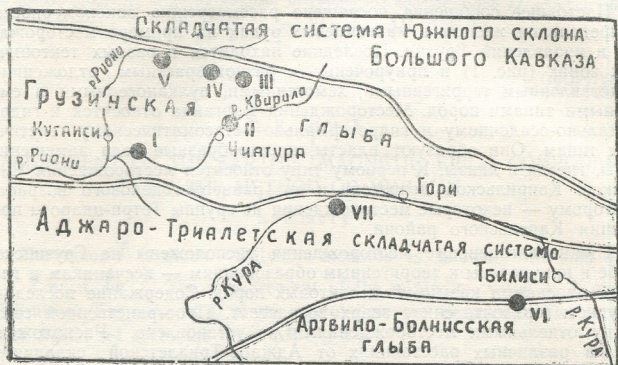 Складчатая система Южного склона
Большого Кавказа
р.Риони
V
IV
III
Грузинская
р.Квирила
глыба
Кутаиси
I
II
Чиатура
р.Риони
Гори
VII
Аджаро-Триалетская складчатая система
Тбилиси
р.Кура
VI
Артвино-Болнисская
глыба
р.Кура